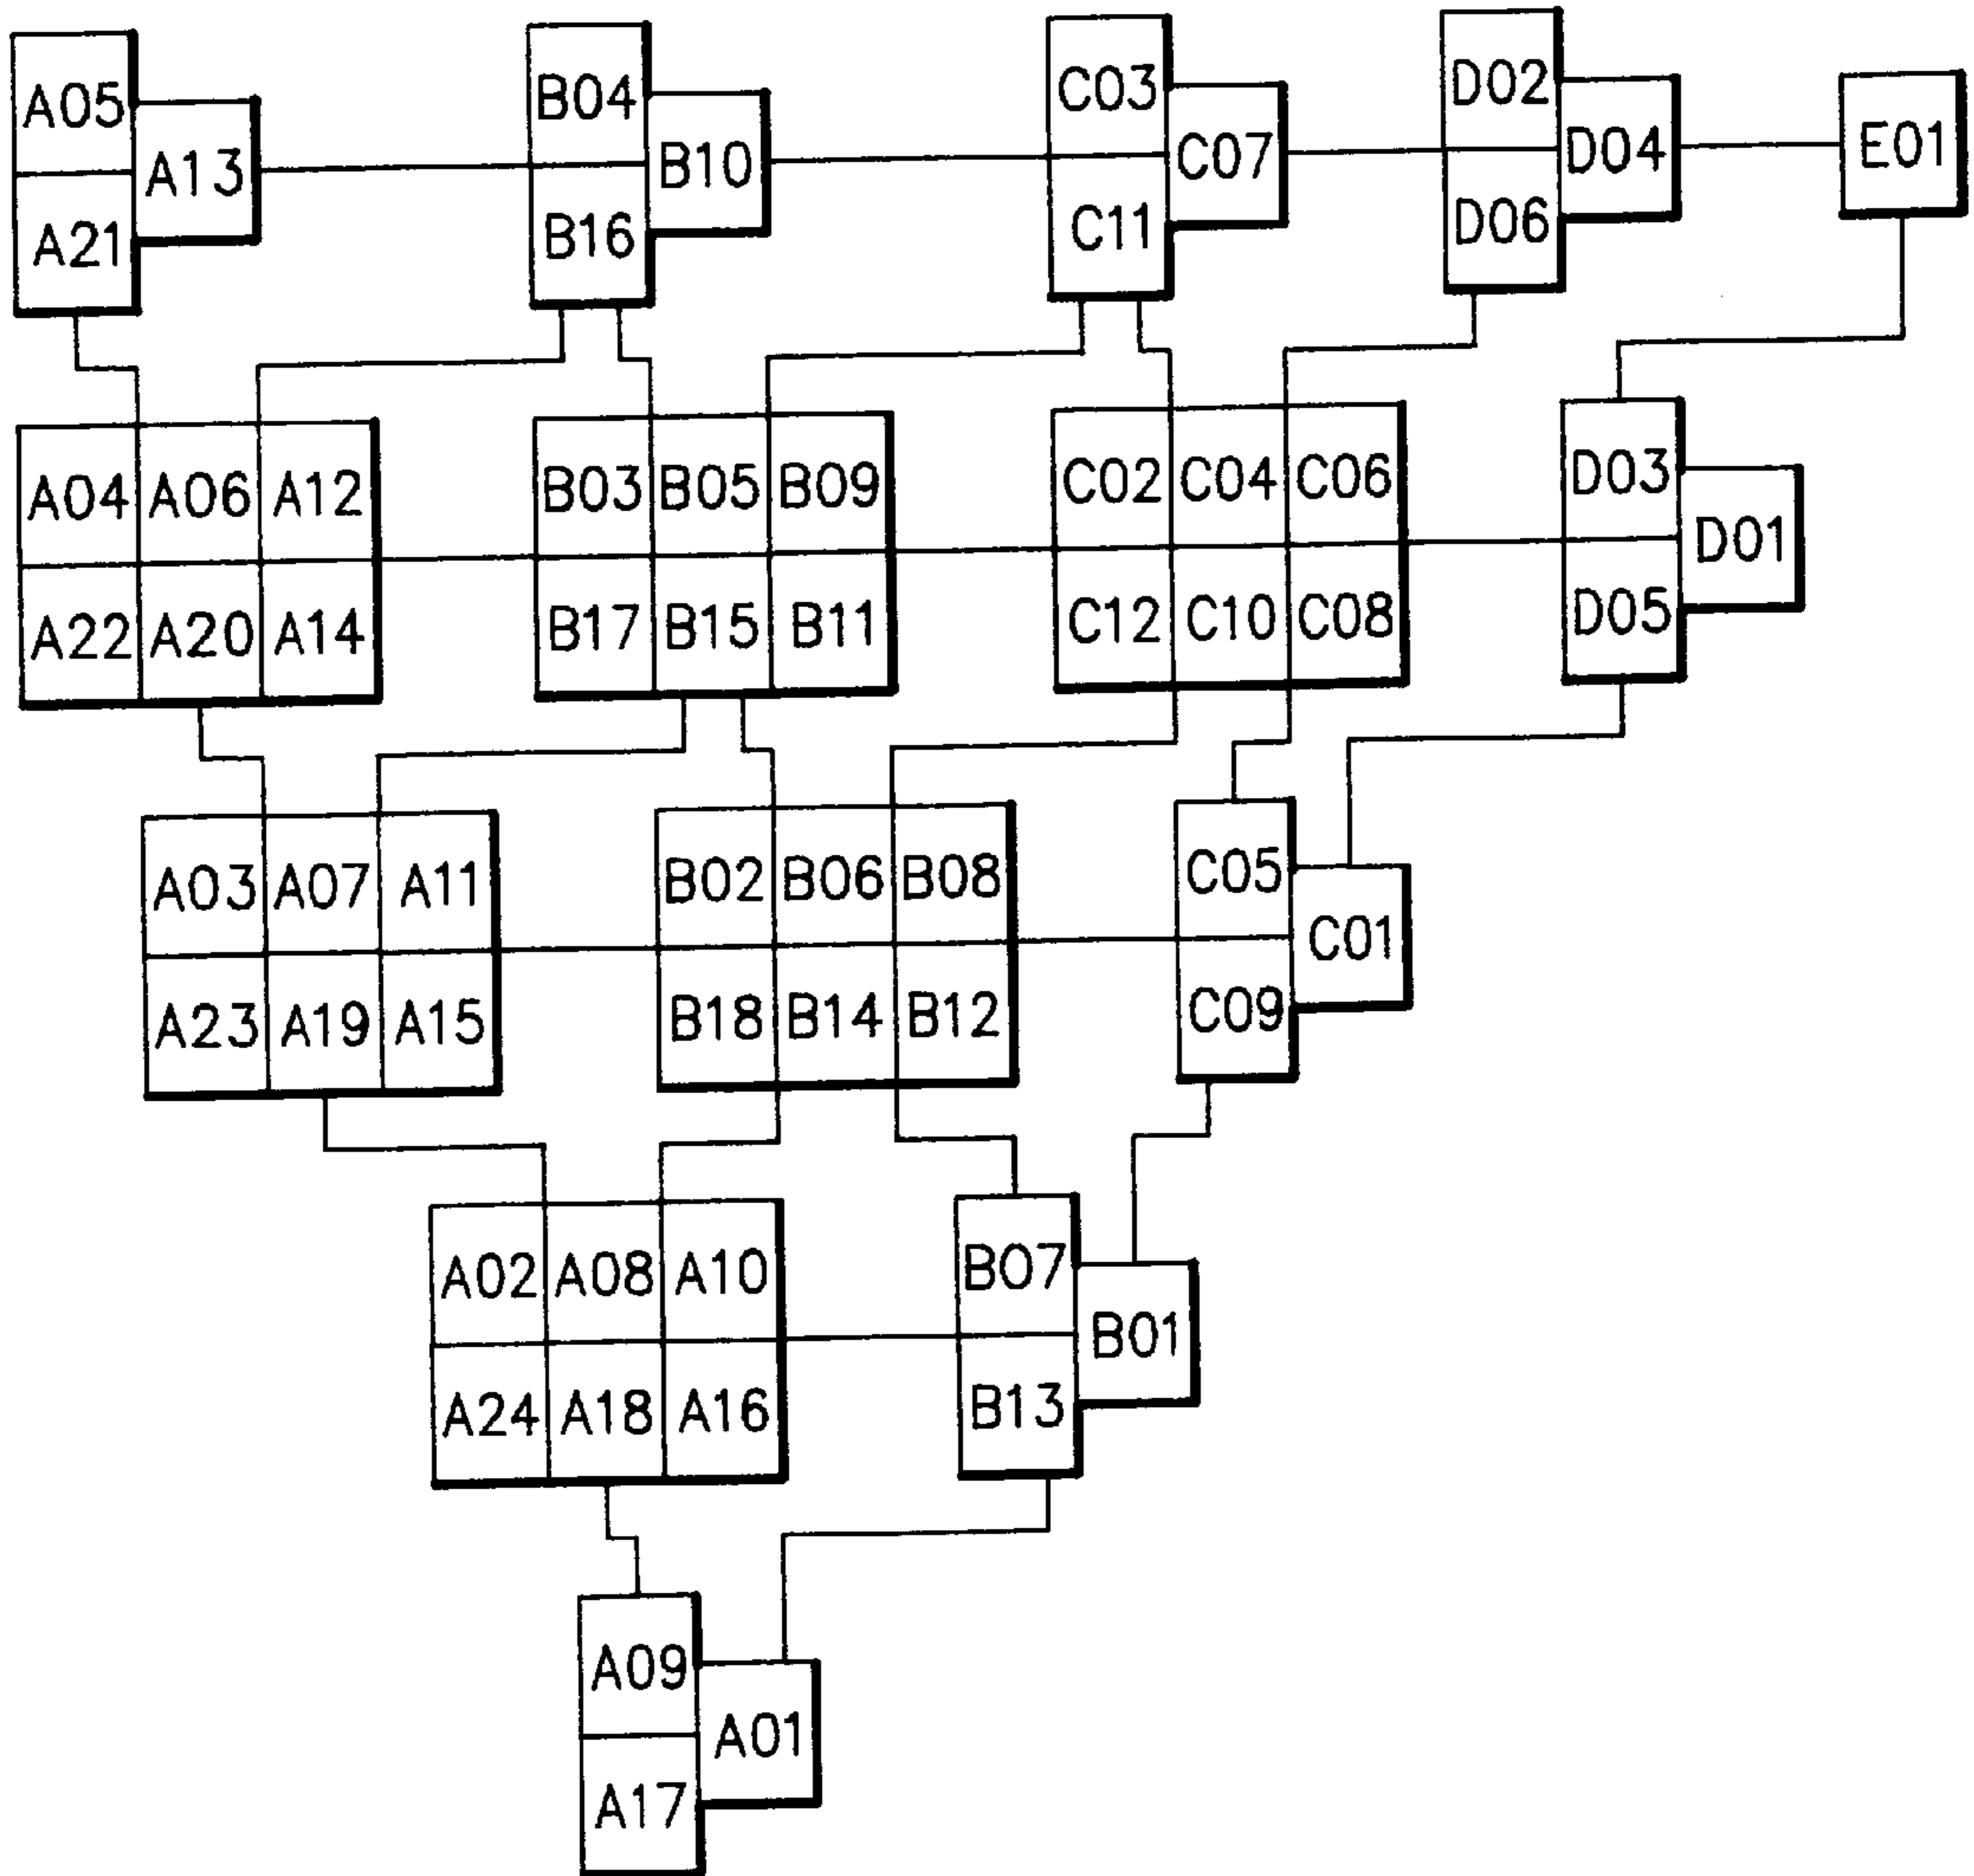 A05 B04 C03 D02
A13 B10 C07 D04 E01
A21 B16 C11 D06
A04 A06 A12 B03 B05 B09 C02 C04 C06 D03
D01
A22 A20 A14 B17 B15 B11 C12 C10 C08 D05
A03 A07 A11 B02 B06 B08 C05
C01
A23 A19 A15 B18 B14 B12 C09
A02 A08 A10 B07
B01
A24 A18 A16 B13
A09
A01
A17